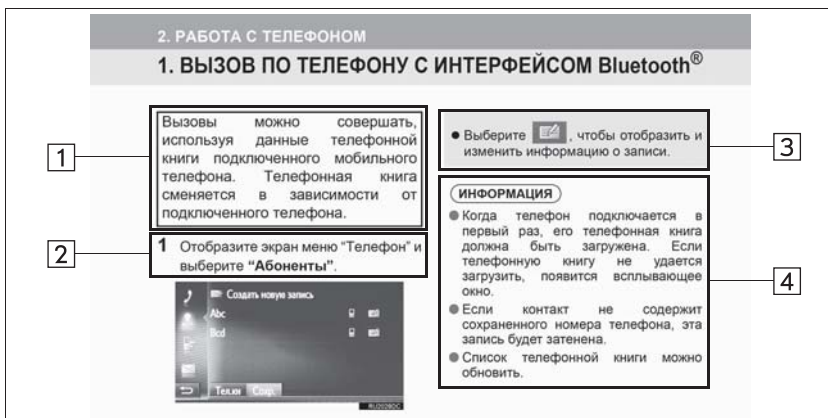 2. РАБОТА С ТЕЛЕФОНОМ
1. ВЫЗОВ ПО ТЕЛЕФОНУ С ИНТЕРФЕЙСОМ Bluetooth®
1
Вызовы можно совершать,
используя данные телефонной
книги подключенного мобильного
телефона. Телефонная книга
сменяется в зависимости от
подключенного телефона.
2
1 Отобразите экран меню “Телефон” и
выберите “Абоненты”.
Создать новую запись
Abc
Bcd
Тел.кн Сохр.
3
● Выберите , чтобы отобразить и
изменить информацию о записи.
4
ИНФОРМАЦИЯ
● Когда телефон подключается в
первый раз, его телефонная книга
должна быть загружена. Если
телефонную книгу не удается
загрузить, появится всплывающее
окно.
● Если контакт не содержит
сохраненного номера телефона, эта
запись будет затенена.
● Список телефонной книги можно
обновить.